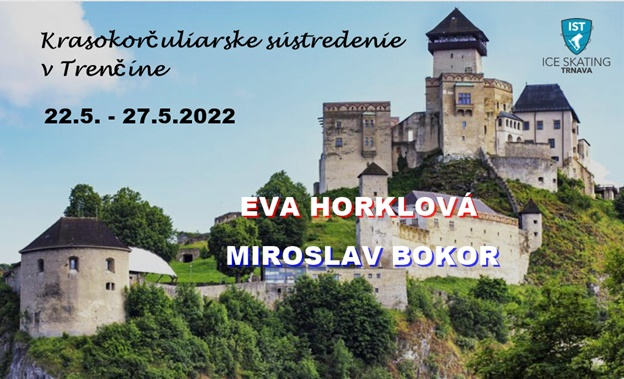 Krasokorčuliarske sústredenie
v Trenčíne
IST
ICE SKATING
TRNAVA
22.5. - 27.5.2022
EVA HORKLOVÁ
MIROSLAV BOKOR